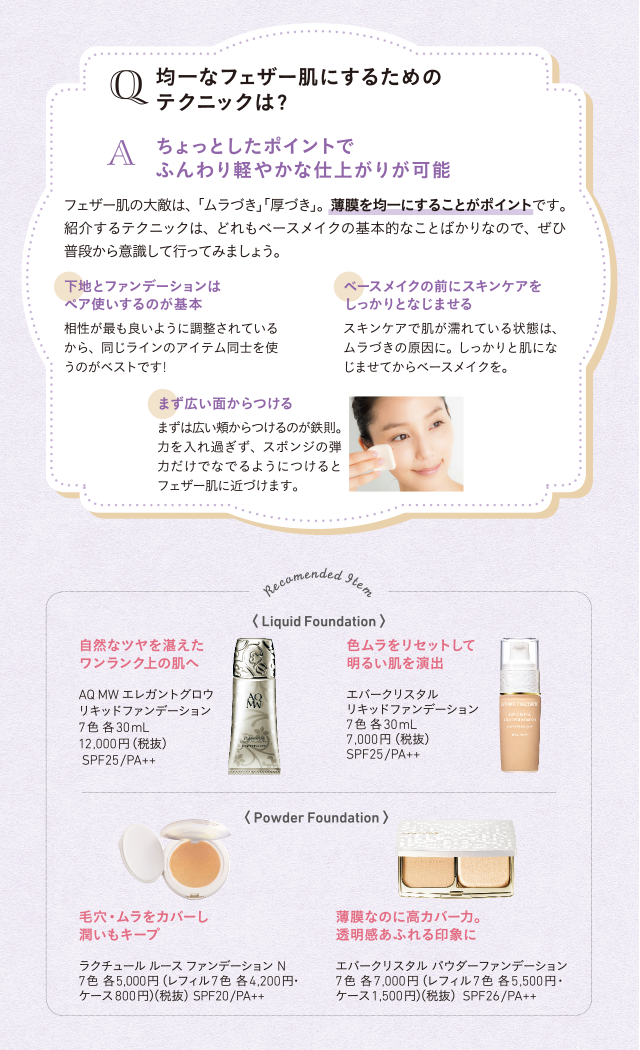 Q 均一なフェザー肌にするための
テクニックは？
A ちょっとしたポイントで
ふんわり軽やかな仕上がりが可能
フェザー肌の大敵は、「ムラづき」「厚づき」。薄膜を均一にすることがポイントです。
紹介するテクニックは、どれもベースメイクの基本的なことばかりなので、ぜひ
普段から意識して行ってみましょう。
下地とファンデーションは
ペア使いするのが基本
相性が最も良いように調整されている
から、同じラインのアイテム同士を使
うのがベストです!
ベースメイクの前にスキンケアを
しっかりとなじませる
スキンケアで肌が濡れている状態は、
ムラづきの原因に。しっかりと肌にな
じませてからベースメイクを。
まず広い面からつける
まずは広い頬からつけるのが鉄則。
力を入れ過ぎず、スポンジの弾
力だけでなでるようにつけると
フェザー肌に近づけます。
Recomended Item
〈 Liquid Foundation 〉
自然なツヤを湛えた
ワンランク上の肌へ
AQ MW エレガントグロウ
リキッドファンデーション
7色 各30mL
12,000円（税抜）
SPF25/PA++
AQ
MW
色ムラをリセットして
明るい肌を演出
エバークリスタル
リキッドファンデーション
7色 各30mL
7,000円（税抜）
SPF25/PA++
〈 Powder Foundation 〉
毛穴・ムラをカバーし
潤いもキープ
ラクチュール ルース ファンデーション N
7色 各5,000円（レフィル7色 各4,200円・
ケース800円）（税抜） SPF20/PA++
薄膜なのに高カバー力。
透明感あふれる印象に
エバークリスタル パウダーファンデーション
7色 各7,000円（レフィル7色 各5,500円・
ケース1,500円）（税抜） SPF26/PA++